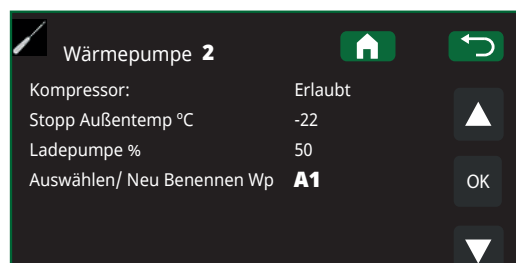 Wärmepumpe 2
Kompressor: Erlaubt
Stopp Außentemp ºC -22
Ladepumpe % 50
Auswählen/ Neu Benennen Wp A1
OK